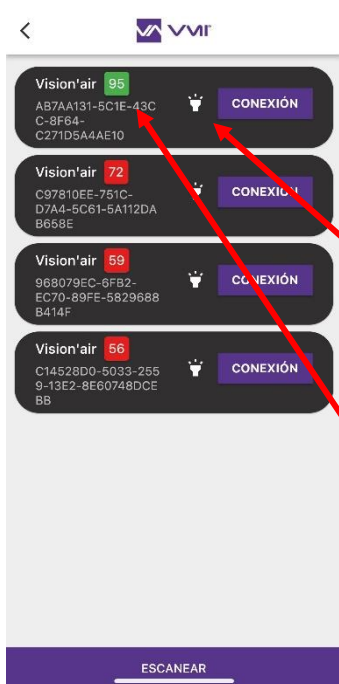 VMI
Vision'air 95
AB7AA131-5C1E-43C
C-8F64-
C271D5A4AE10
CONEXIÓN
Vision'air 72
C97810EE-751C-
D7A4-5C61-5A112DA
B658E
CONEXIÓN
Vision'air 59
968079EC-6FB2-
EC70-89FE-5829688
B414F
CONEXIÓN
Vision'air 56
C14528D0-5033-255
9-13E2-8E60748DCE
BB
CONEXIÓN
ESCANEAR